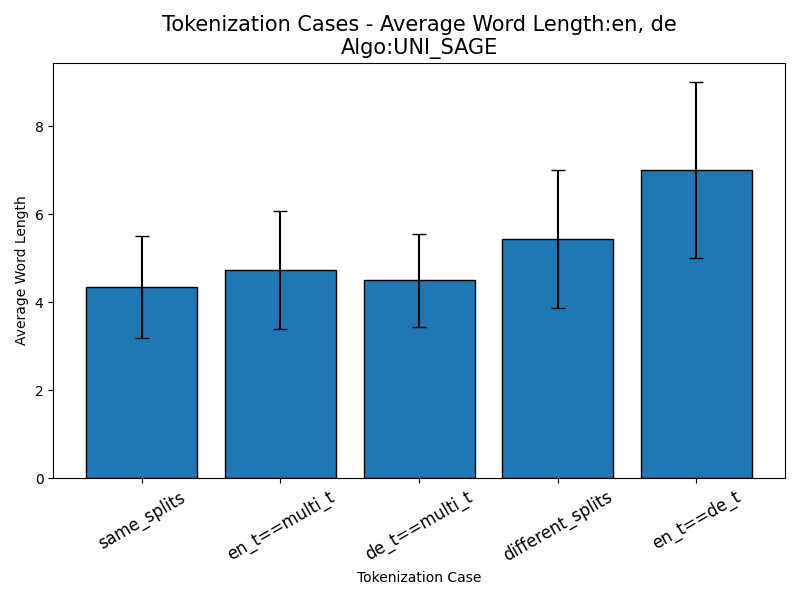 Tokenization Cases - Average Word Length:en, de
Algo:UNI_SAGE
Average Word Length
8
6
4
2
0
same_splits
en_t==multi_t
de_t==multi_t
different_splits
en_t==de_t
Tokenization Case